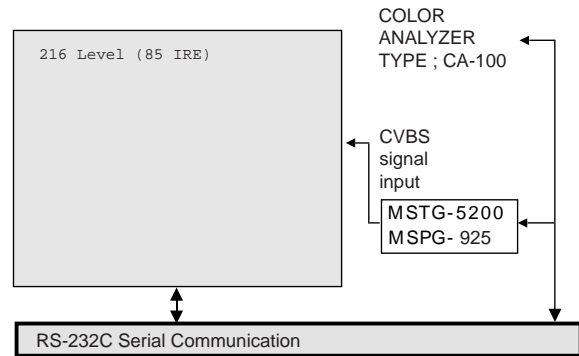 216 Level (85 IRE)
COLOR
ANALYZER
TYPE ; CA-100
CVBS
signal
input
MSTG-5200
MSPG- 925
RS-232C Serial Communication